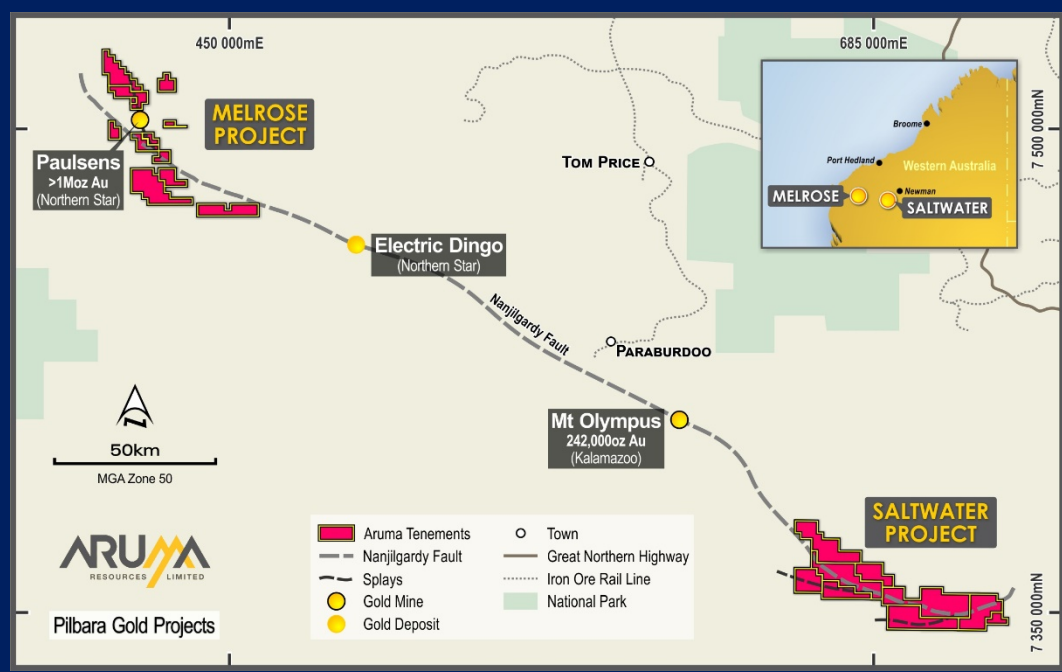 450 000mE
685 000mE
7 500 000mN
7 350 000mN
MELROSE
PROJECT
Paulsens
>1Moz Au
(Northern Star)
Electric Dingo
(Northern Star)
Nanjilgardy Fault
TOM PRICE
PARABURDOO
Mt Olympus
242,000oz Au
(Kalamazoo)
SALTWATER
PROJECT
Broome
Port Hedland
Western Australia
Newman
MELROSE
SALTWATER
N
50km
MGA Zone 50
ARUMA
RESOURCES LIMITED
Pilbara Gold Projects
Aruma Tenements
Nanjilgardy Fault
Splays
Gold Mine
Gold Deposit
Town
Great Northern Highway
Iron Ore Rail Line
National Park